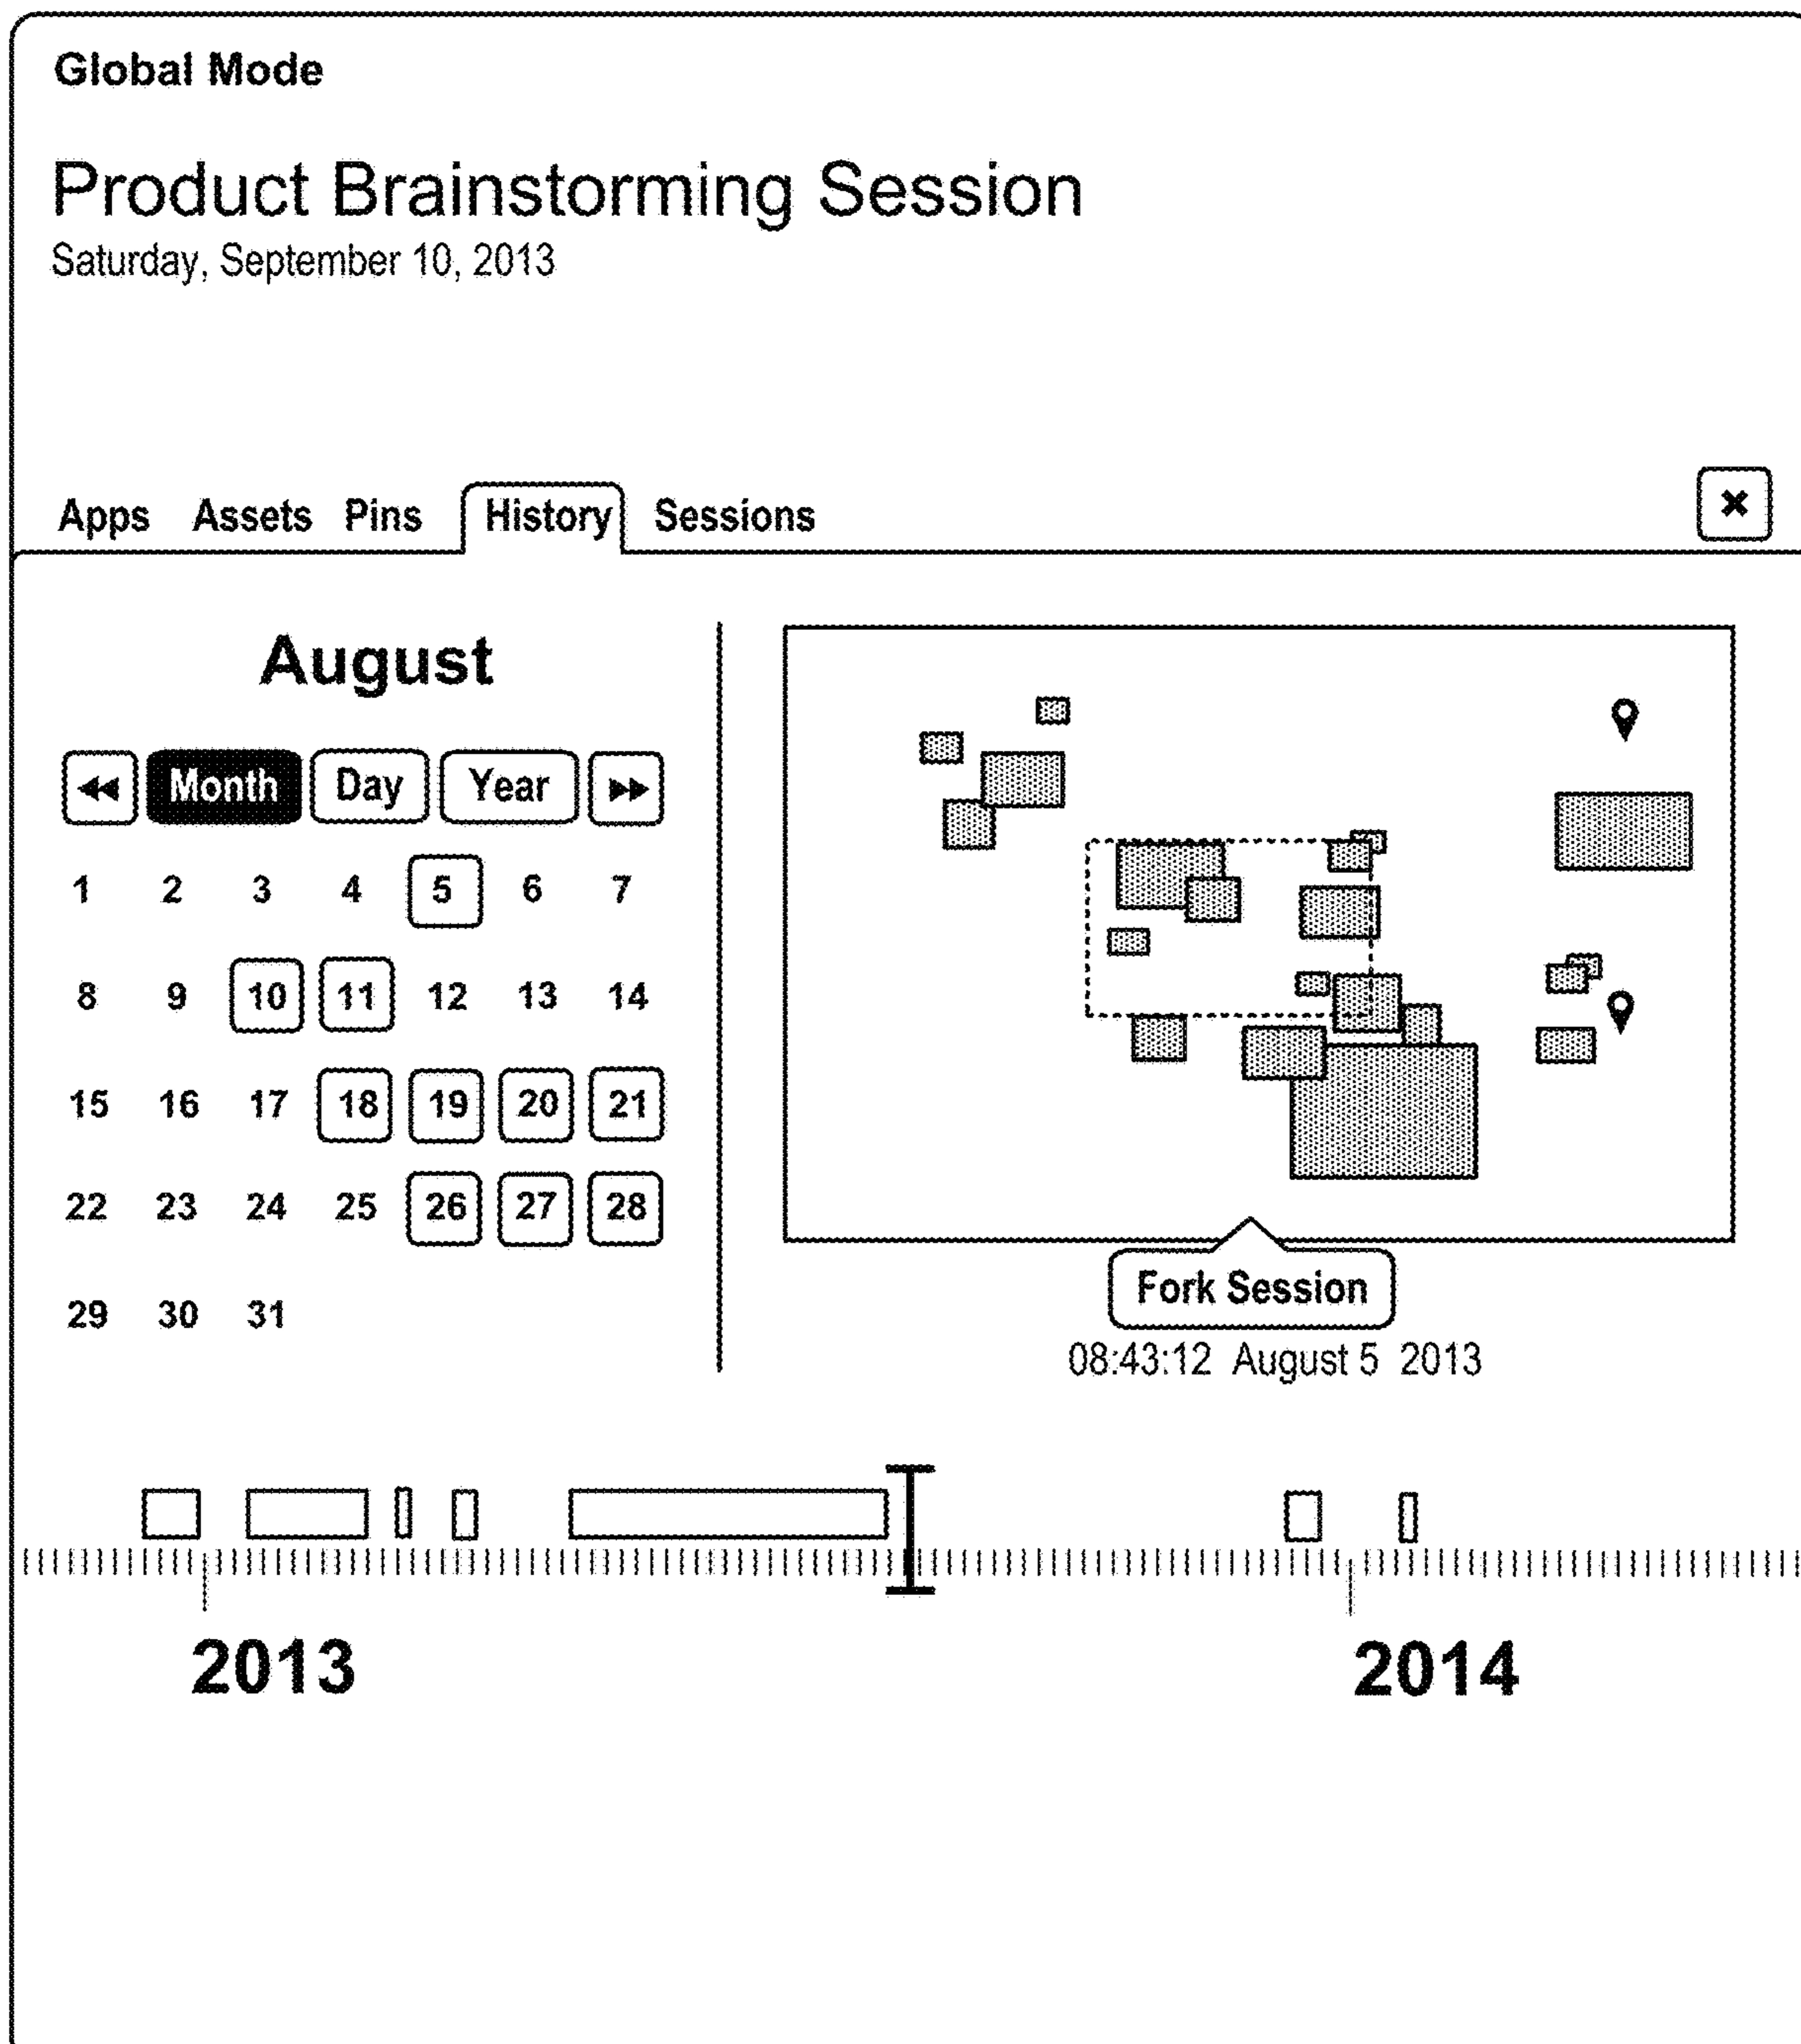 Global Mode
Product Brainstorming Session
Saturday, September 10, 2013
Apps Assets Pins History Sessions
August
Month Day Year
1 2 3 4 5 6 7
8 9 10 11 12 13 14
15 16 17 18 19 20 21
22 23 24 25 26 27 28
29 30 31
Fork Session
08:43:12 August 5 2013
2013 2014